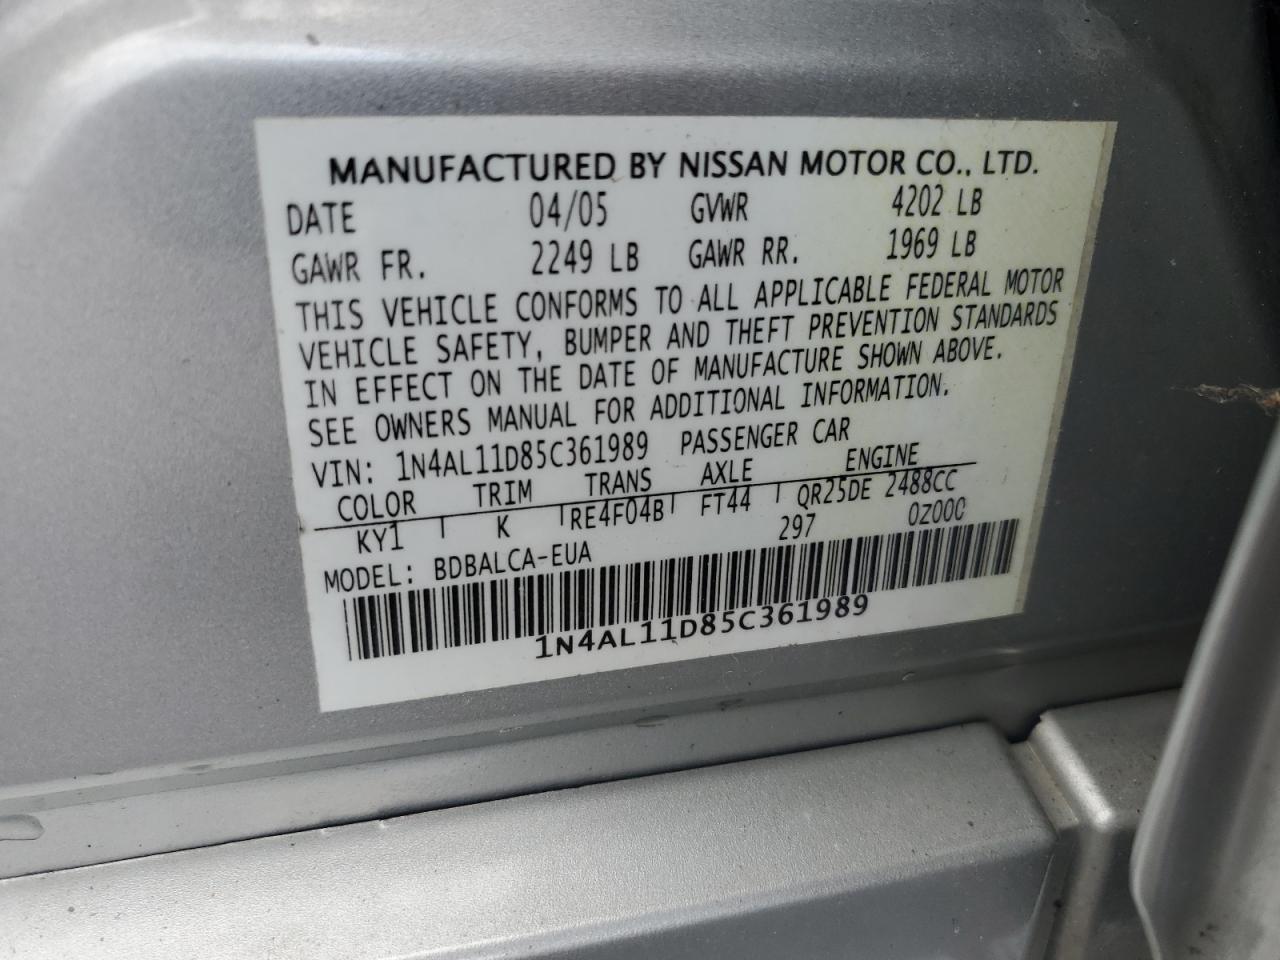 MANUFACTURED BY NISSAN MOTOR CO., LTD.
DATE 04/05 GVWR 4202 LB
GAWR FR. 2249 LB GAWR RR. 1969 LB
THIS VEHICLE CONFORMS TO ALL APPLICABLE FEDERAL MOTOR
VEHICLE SAFETY, BUMPER AND THEFT PREVENTION STANDARDS
IN EFFECT ON THE DATE OF MANUFACTURE SHOWN ABOVE.
SEE OWNERS MANUAL FOR ADDITIONAL INFORMATION.
VIN: 1N4AL11D85C361989 PASSENGER CAR
COLOR TRIM TRANS AXLE ENGINE
KY1 K RE4F04B FT44 QR25DE 2488CC
MODEL: BDBALCA-EUA 297 0Z000
1N4AL11D85C361989